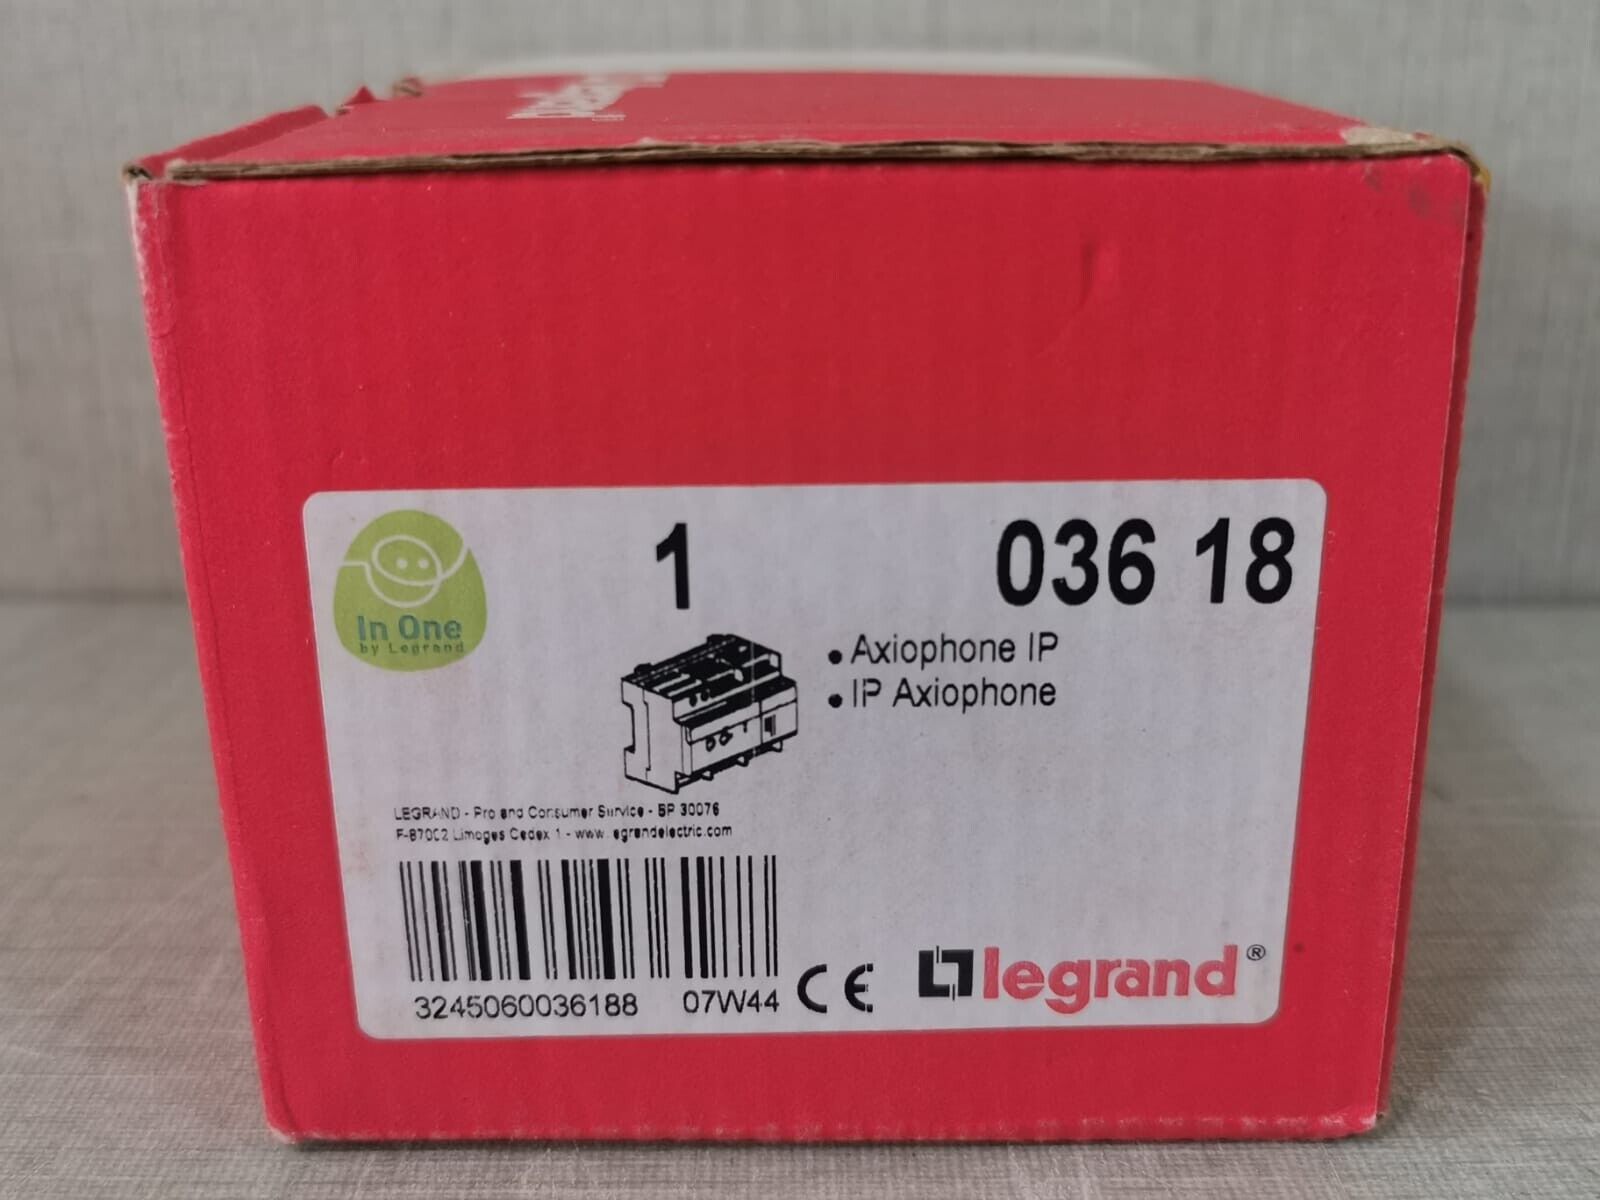 legrand
In One
by Legrand
1
036 18
• Axiophone IP
• IP Axiophone
LEGRAND - Pro and Consumer Service - BP 30076
F-87002 Limoges Cedex 1 - www.legrandelectric.com
3245060036188
07W44
CE
legrand®